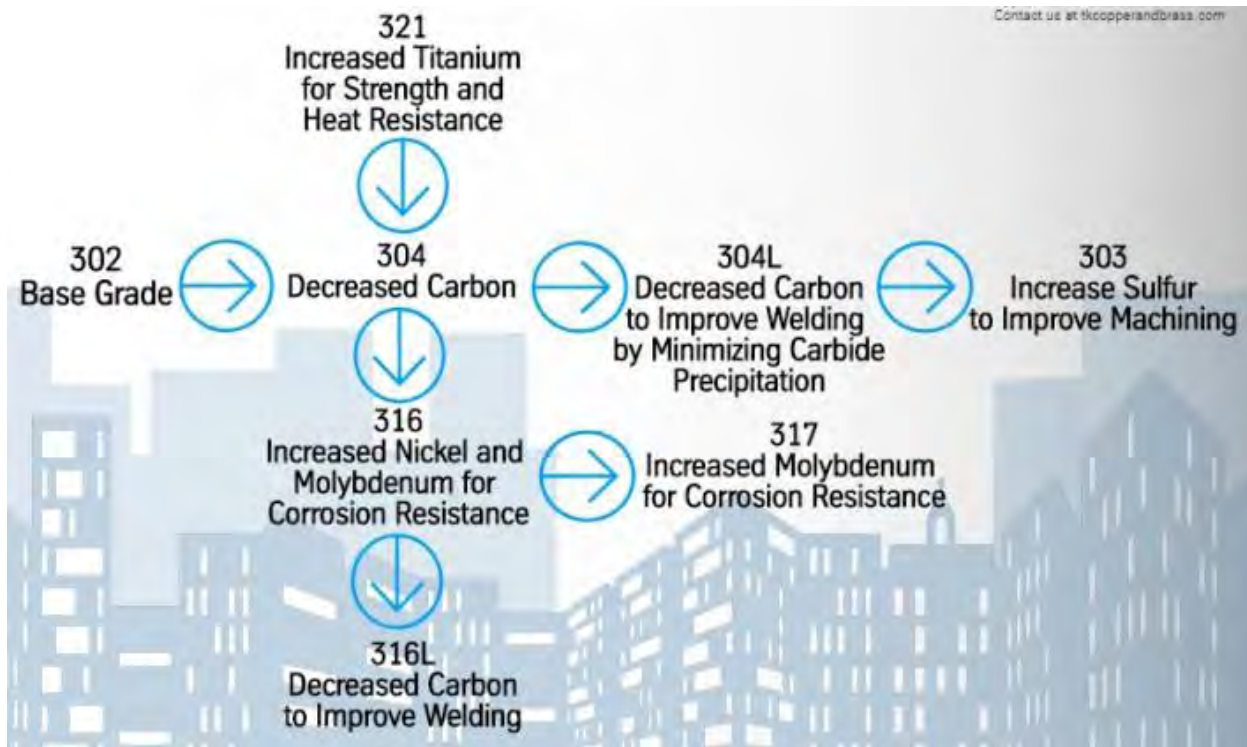 Contact us at tkcopperandbrass.com
321
Increased Titanium
for Strength and
Heat Resistance
302
Base Grade
304
Decreased Carbon
304L
Decreased Carbon
to Improve Welding
by Minimizing Carbide
Precipitation
303
Increase Sulfur
to Improve Machining
316
Increased Nickel and
Molybdenum for
Corrosion Resistance
317
Increased Molybdenum
for Corrosion Resistance
316L
Decreased Carbon
to Improve Welding